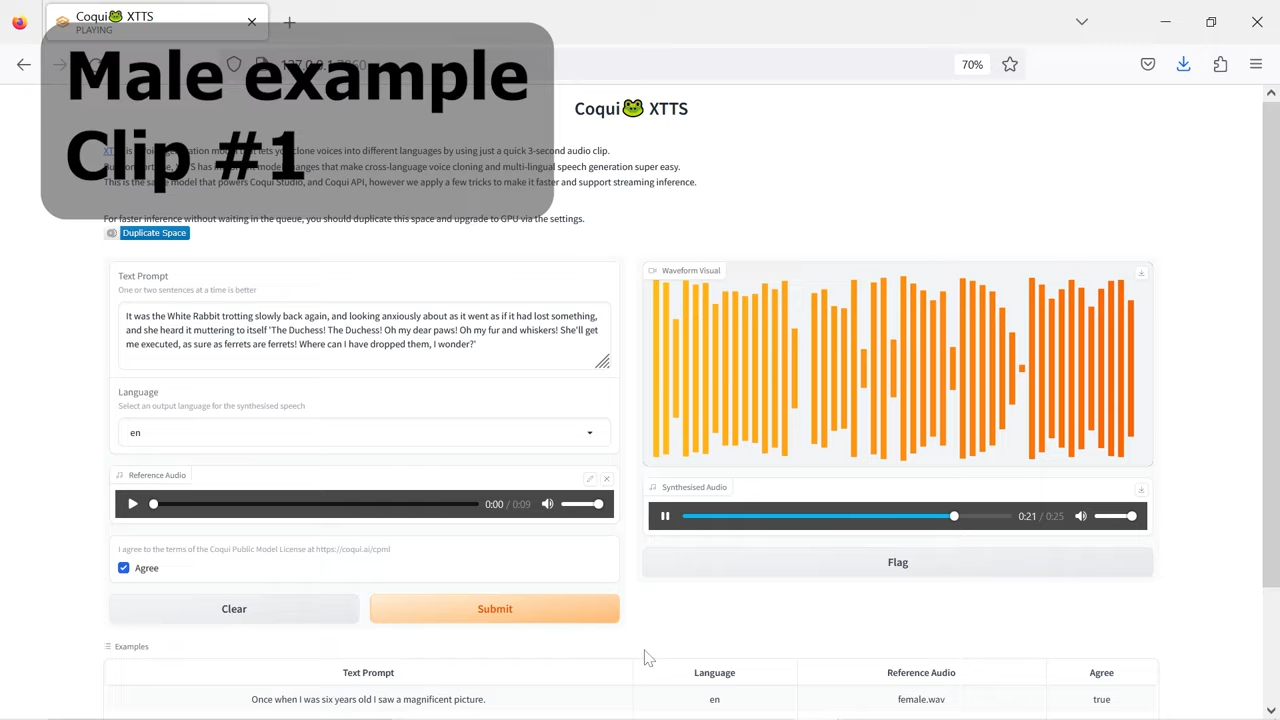 Coqui🐸 XTTS
PLAYING
Male example
Clip #1
70%
Coqui🐸 XTTS
lets you clone voices into different languages by using just a quick 3-second audio clip.
changes that make cross-language voice cloning and multi-lingual speech generation super easy.
This is the same model that powers Coqui Studio, and Coqui API, however we apply a few tricks to make it faster and support streaming inference.
For faster inference without waiting in the queue, you should duplicate this space and upgrade to GPU via the settings.
Duplicate Space
Text Prompt
One or two sentences at a time is better
It was the White Rabbit trotting slowly back again, and looking anxiously about as it went as if it had lost something,
and she heard it muttering to itself 'The Duchess! The Duchess! Oh my dear paws! Oh my fur and whiskers! She'll get
me executed, as sure as ferrets are ferrets! Where can I have dropped them, I wonder?'
Language
Select an output language for the synthesised speech
en
Reference Audio
0:00 / 0:09
I agree to the terms of the Coqui Public Model License at https://coqui.ai/cpml
Agree
Clear
Submit
Waveform Visual
Synthesised Audio
0:21 / 0:25
Flag
Examples
Text Prompt Language Reference Audio Agree
Once when I was six years old I saw a magnificent picture. en female.wav true